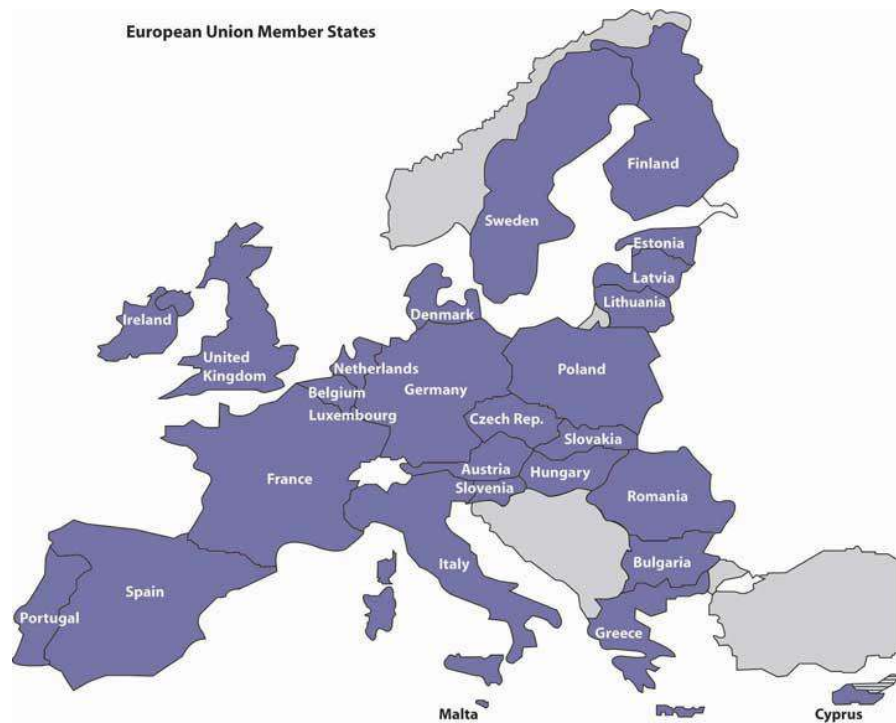 European Union Member States
Finland
Sweden
Estonia
Latvia
Lithuania
Denmark
Ireland
United
Kingdom
Netherlands
Belgium
Germany
Luxembourg
Poland
Czech Rep.
Slovakia
France
Austria
Hungary
Slovenia
Romania
Italy
Bulgaria
Spain
Portugal
Greece
Malta
Cyprus